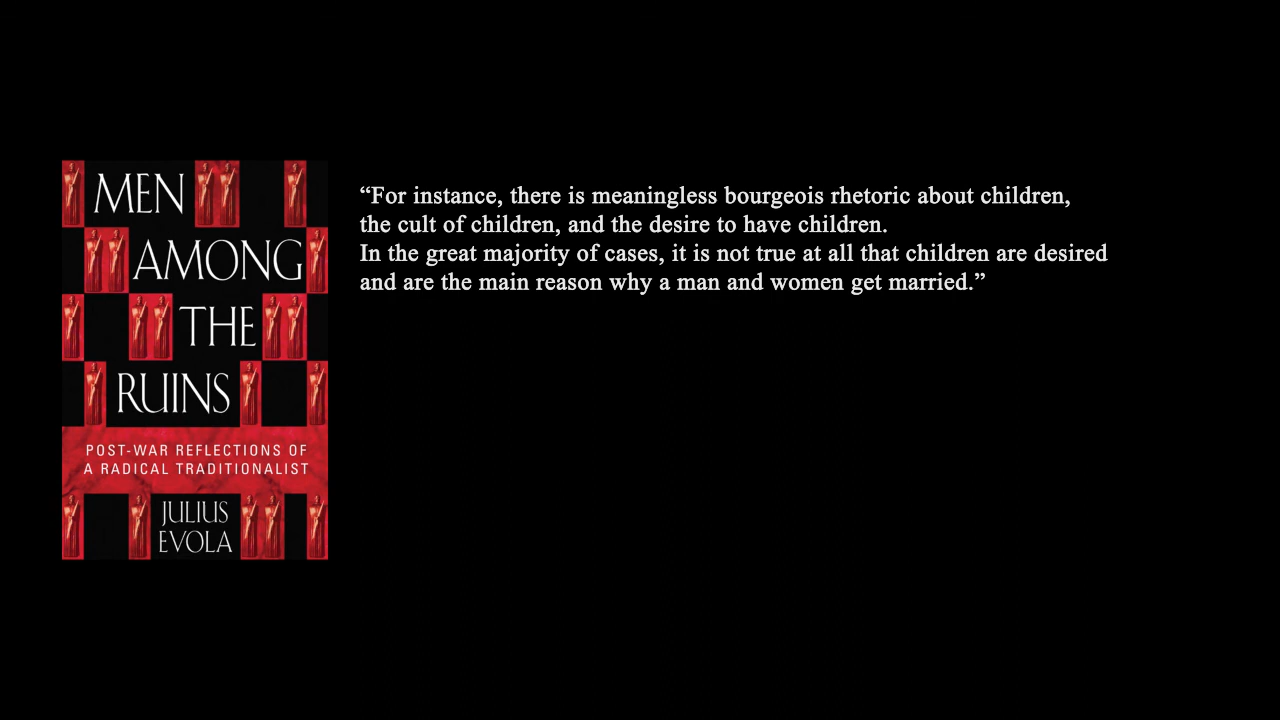 MEN
AMONG
THE
RUINS
POST-WAR REFLECTIONS OF
A RADICAL TRADITIONALIST
JULIUS
EVOLA
“For instance, there is meaningless bourgeois rhetoric about children,
the cult of children, and the desire to have children.
In the great majority of cases, it is not true at all that children are desired
and are the main reason why a man and women get married.”